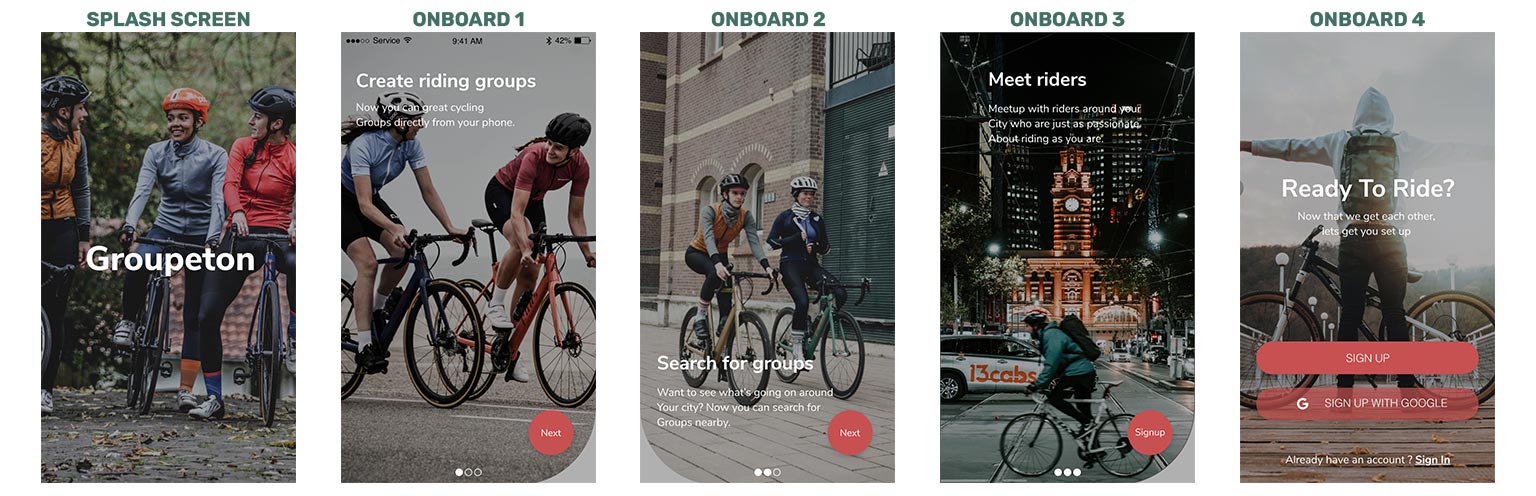 SPLASH SCREEN
Groupeton
ONBOARD 1
Service
9:41 AM
42%
Create riding groups
Now you can great cycling
Groups directly from your phone.
Next
ONBOARD 2
Search for groups
Want to see what's going on around
Your city? Now you can search for
Groups nearby.
Next
ONBOARD 3
Meet riders
Meetup with riders around your
City who are just as passionate
About riding as you are.
13cabs
Signup
ONBOARD 4
Ready To Ride?
Now that we get each other,
lets get you set up
SIGN UP
G SIGN UP WITH GOOGLE
Already have an account ? Sign In